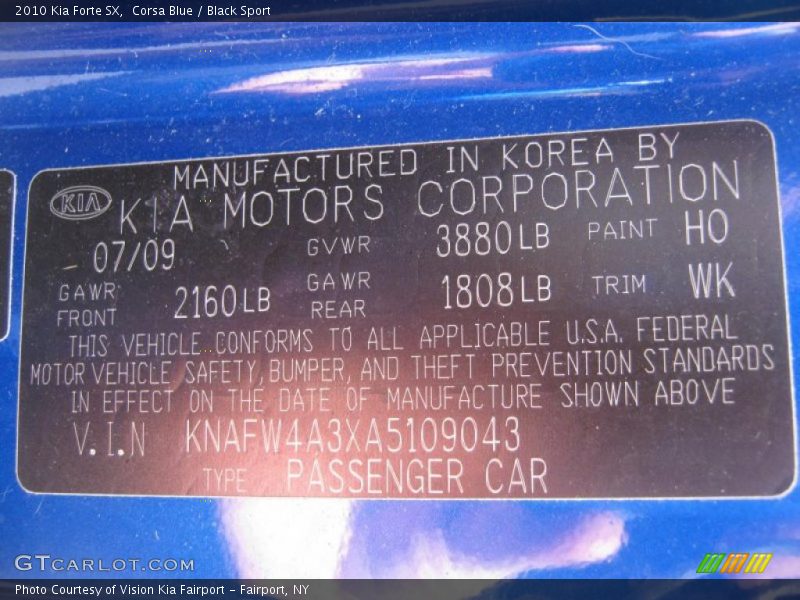 2010 Kia Forte SX, Corsa Blue / Black Sport
MANUFACTURED IN KOREA BY
KIA KIA MOTORS CORPORATION
07/09 GVWR 3880LB PAINT H0
GAWR FRONT 2160LB GAWR REAR 1808LB TRIM WK
THIS VEHICLE CONFORMS TO ALL APPLICABLE U.S.A. FEDERAL
MOTOR VEHICLE SAFETY, BUMPER, AND THEFT PREVENTION STANDARDS
IN EFFECT ON THE DATE OF MANUFACTURE SHOWN ABOVE
V.I.N KNAFW4A3XA5109043
TYPE PASSENGER CAR
GTCARLOT.COM
Photo Courtesy of Vision Kia Fairport – Fairport, NY